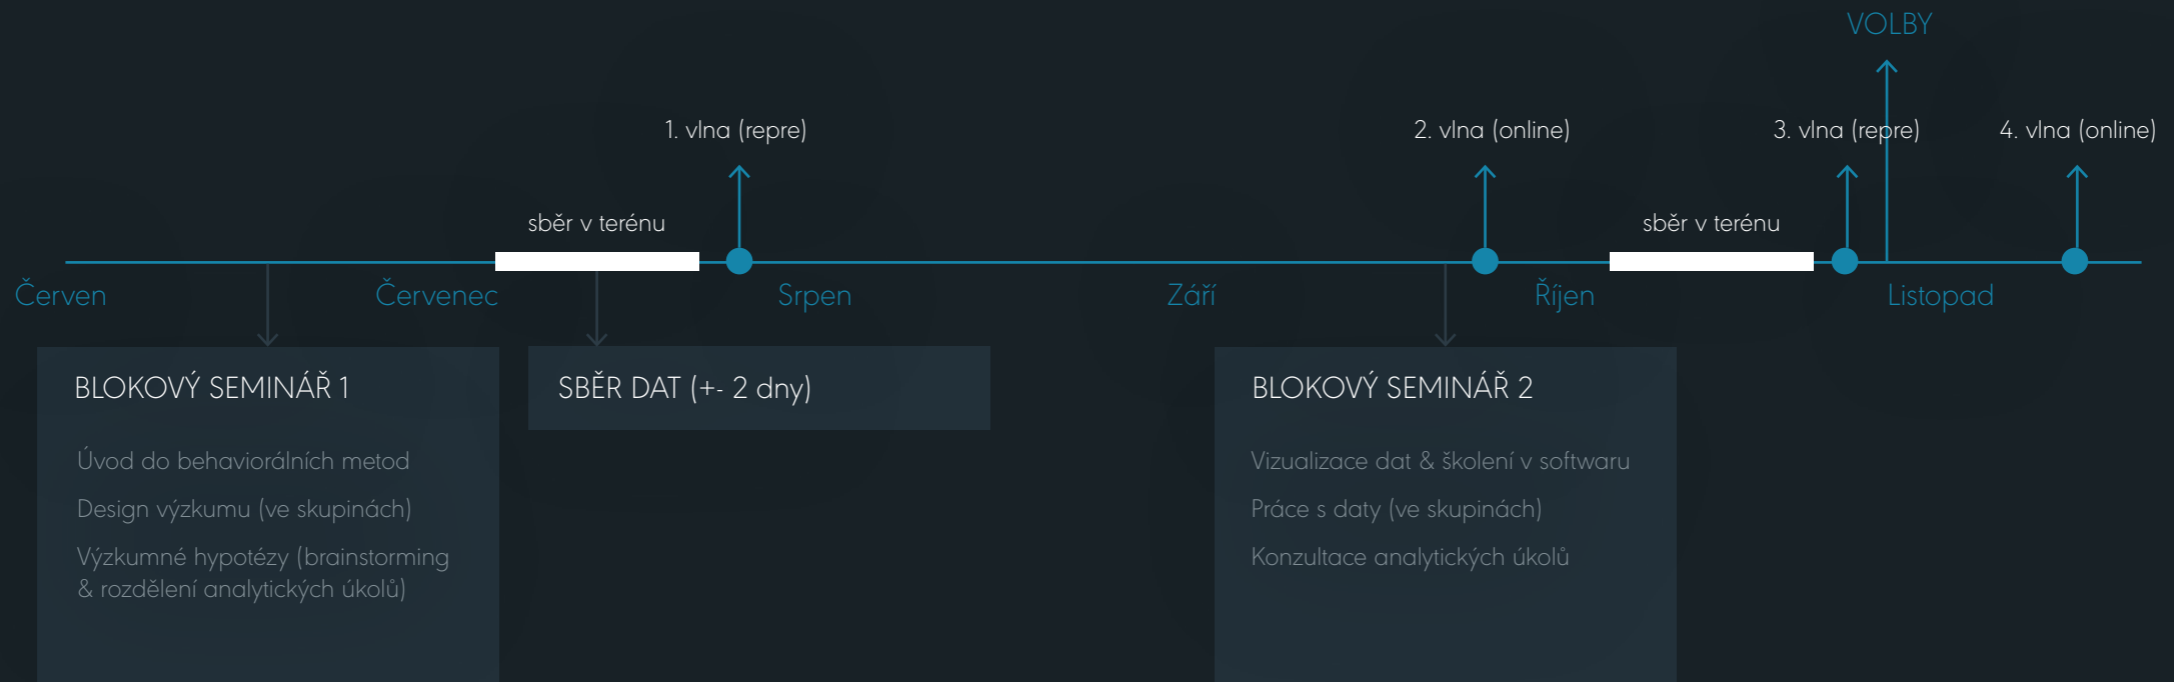 VOLBY
1. vlna (repre)
2. vlna (online)
3. vlna (repre)
4. vlna (online)
sběr v terénu
sběr v terénu
Červen
Červenec
Srpen
Září
Říjen
Listopad
BLOKOVÝ SEMINÁŘ 1
Úvod do behaviorálních metod
Design výzkumu (ve skupinách)
Výzkumné hypotézy (brainstorming
& rozdělení analytických úkolů)
SBĚR DAT (+- 2 dny)
BLOKOVÝ SEMINÁŘ 2
Vizualizace dat & školení v softwaru
Práce s daty (ve skupinách)
Konzultace analytických úkolů